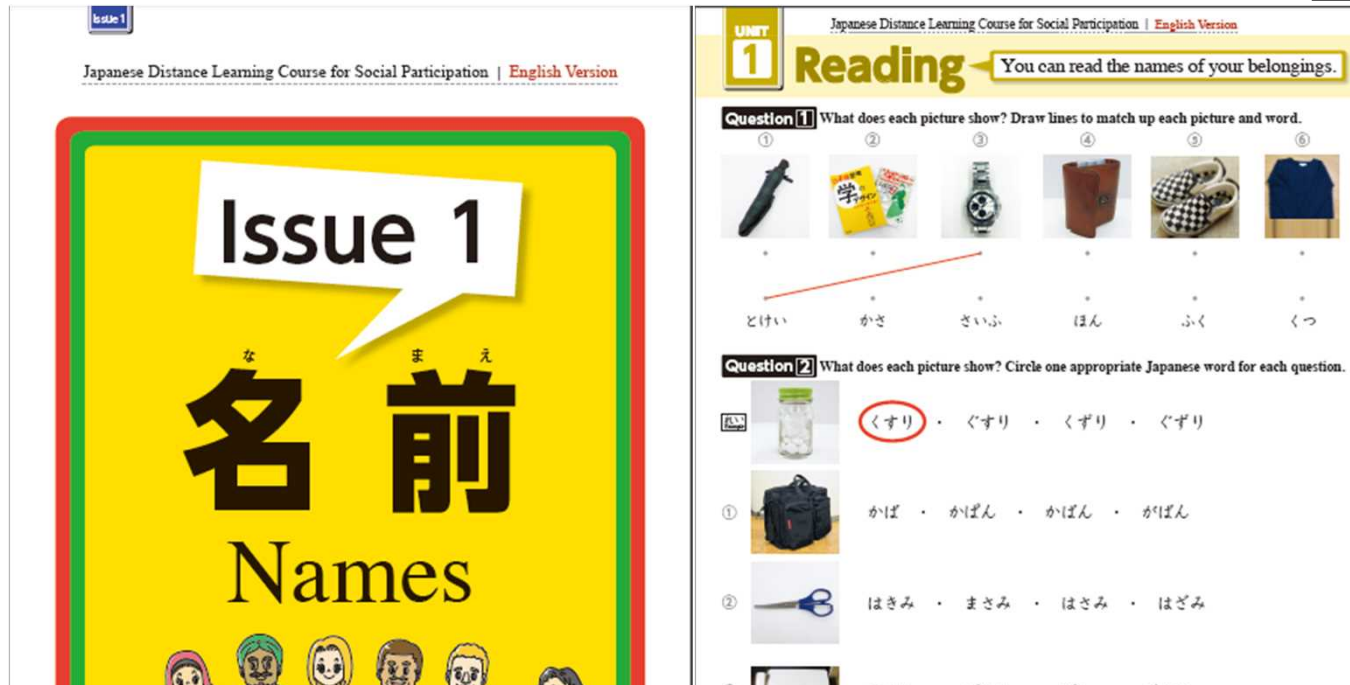 Issue 1
Japanese Distance Learning Course for Social Participation | English Version
Issue 1
な ま え
名前
Names
Japanese Distance Learning Course for Social Participation | English Version
UNIT
1
Reading
You can read the names of your belongings.
Question 1 What does each picture show? Draw lines to match up each picture and word.
① ② ③ ④ ⑤ ⑥
とけい かさ さいふ ほん ふく くつ
Question 2 What does each picture show? Circle one appropriate Japanese word for each question.
くすり ・ ぐすり ・ くずり ・ ぐずり
① かば ・ かぱん ・ かばん ・ がばん
② はきみ ・ まさみ ・ はさみ ・ はざみ